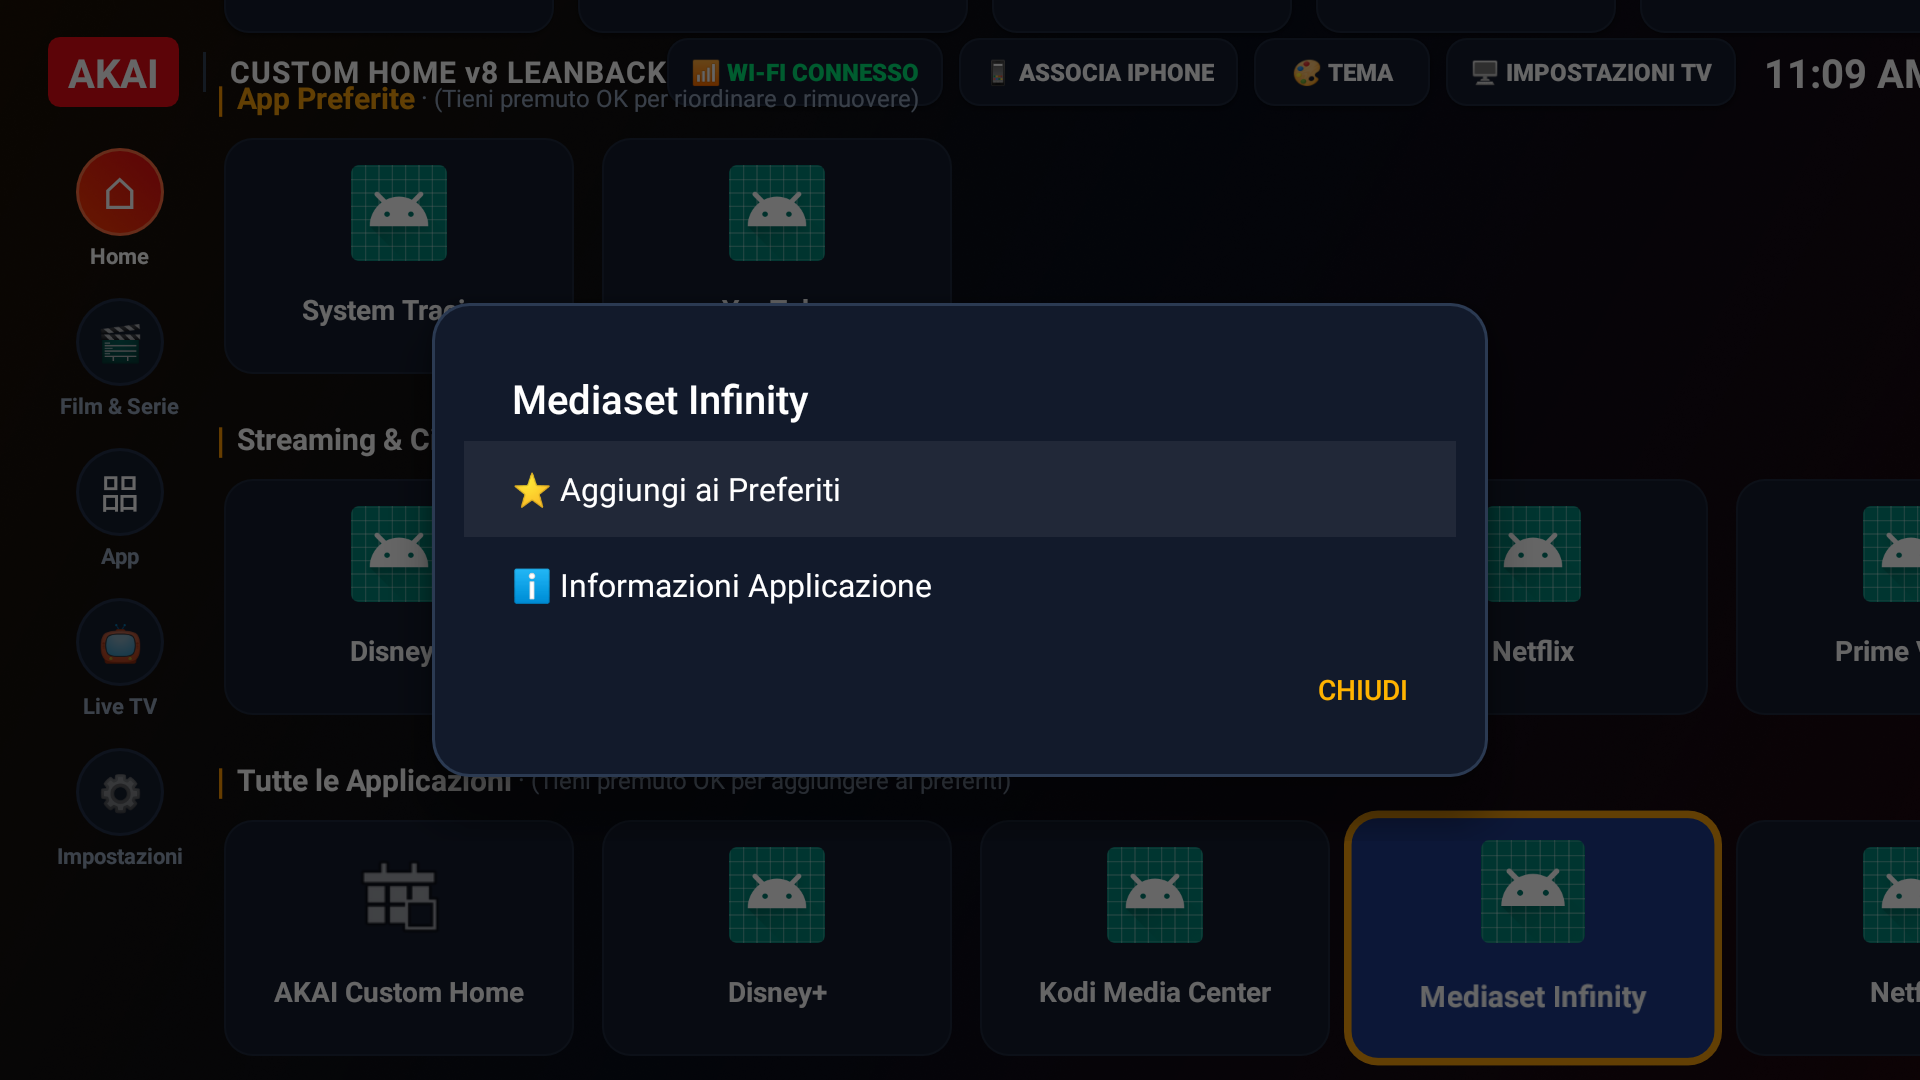 AKAI
CUSTOM HOME v8 LEANBACK
WI-FI CONNESSO
ASSOCIA IPHONE
TEMA
IMPOSTAZIONI TV
11:09
App Preferite · (Tieni premuto OK per riordinare o rimuovere)
Home
Film & Serie
App
Live TV
Impostazioni
System
Mediaset Infinity
⭐ Aggiungi ai Preferiti
ℹ️ Informazioni Applicazione
CHIUDI
Streaming &
Disney
Netflix
Prime
Tutte le Applicazioni · (Tieni premuto OK per aggiungere ai preferiti)
AKAI Custom Home
Disney+
Kodi Media Center
Mediaset Infinity